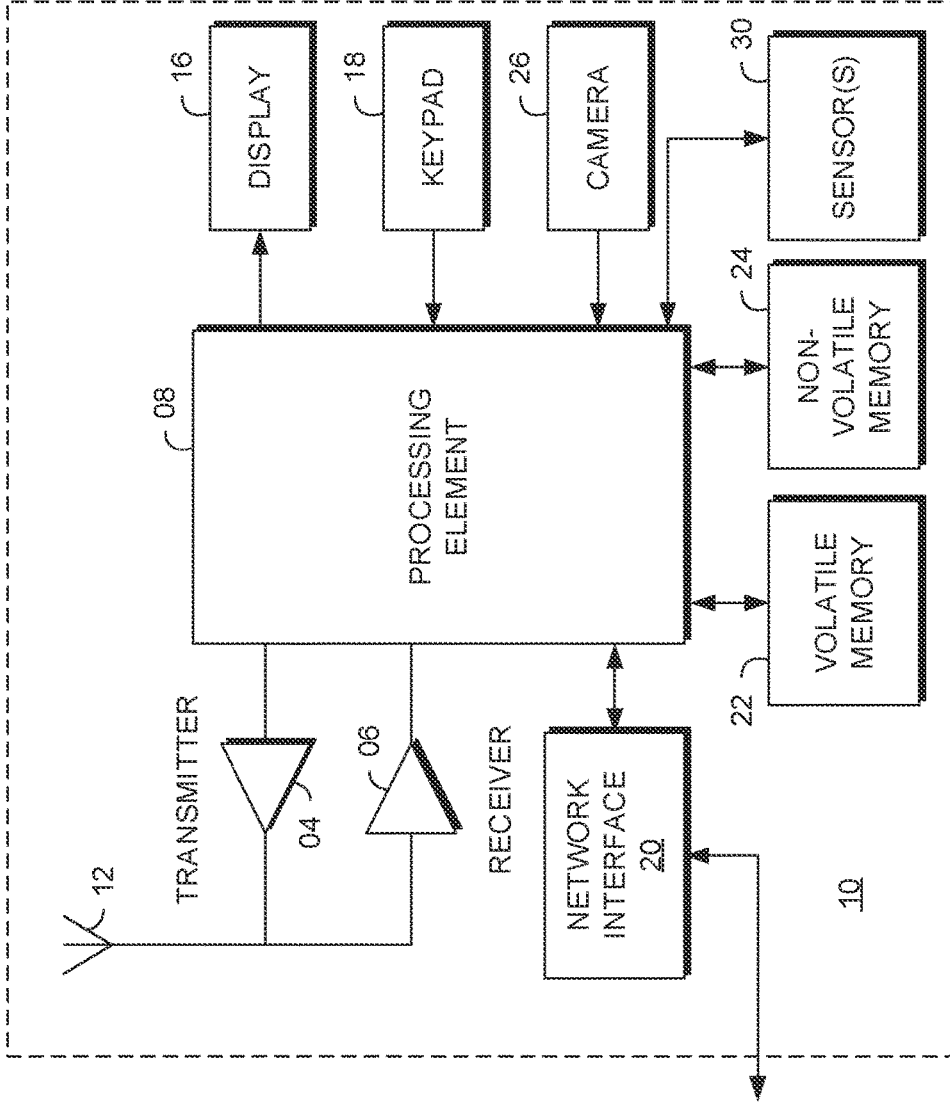 12
TRANSMITTER
04
06
RECEIVER
08
PROCESSING
ELEMENT
16
DISPLAY
18
KEYPAD
26
CAMERA
NETWORK
INTERFACE
20
22
VOLATILE
MEMORY
24
NON-
VOLATILE
MEMORY
30
SENSOR(S)
10